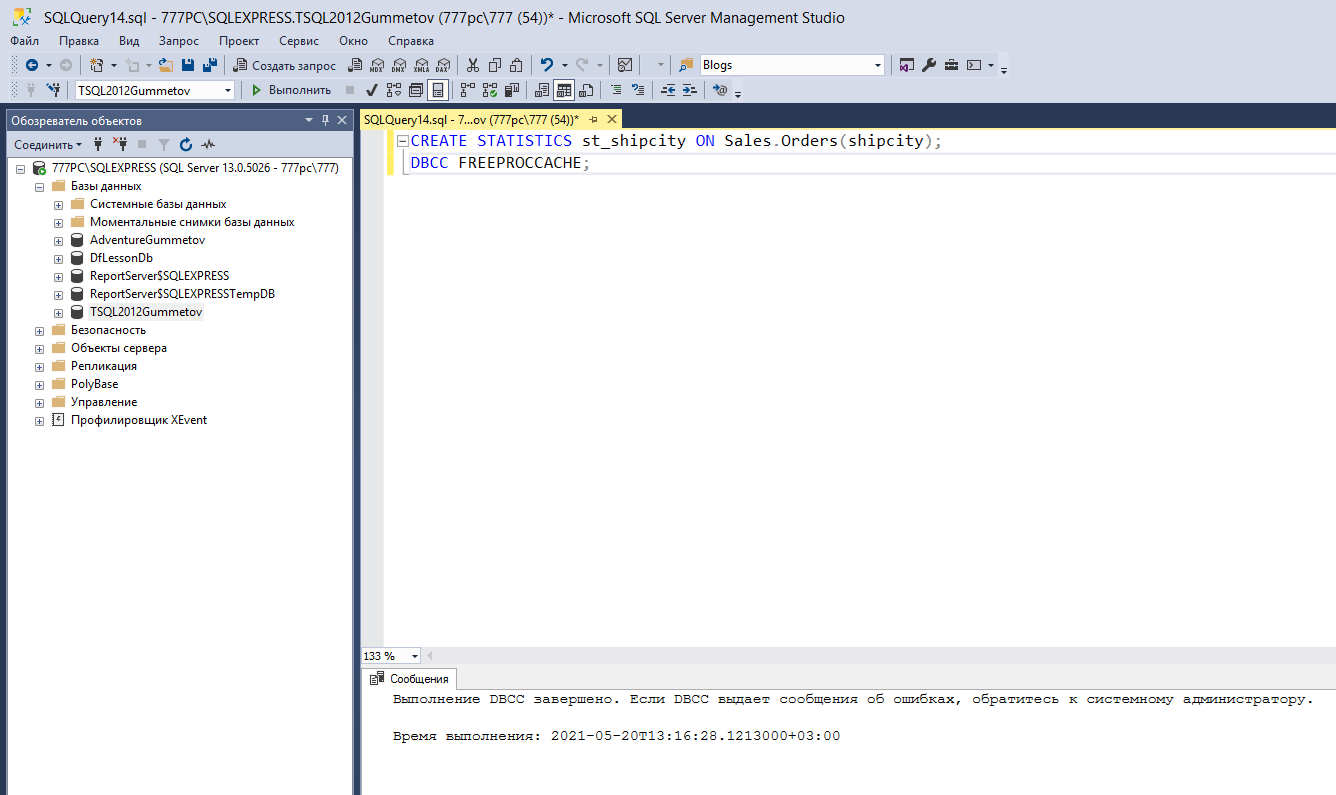 SQLQuery14.sql - 777PC\SQLEXPRESS.TSQL2012Gummetov (777pc\777 (54))* - Microsoft SQL Server Management Studio
Файл Правка Вид Запрос Проект Сервис Окно Справка
Создать запрос MDX DMX XMLA DAX Blogs
TSQL2012Gummetov Выполнить
Обозреватель объектов
Соединить
777PC\SQLEXPRESS (SQL Server 13.0.5026 - 777pc\777)
Базы данных
Системные базы данных
Моментальные снимки базы данных
AdventureGummetov
DfLessonDb
ReportServer$SQLEXPRESS
ReportServer$SQLEXPRESSTempDB
TSQL2012Gummetov
Безопасность
Объекты сервера
Репликация
PolyBase
Управление
Профилировщик XEvent
SQLQuery14.sql - 7...ov (777pc\777 (54))*
CREATE STATISTICS st_shipcity ON Sales.Orders(shipcity);
DBCC FREEPROCCACHE;
133 %
Сообщения
Выполнение DBCC завершено. Если DBCC выдает сообщения об ошибках, обратитесь к системному администратору.
Время выполнения: 2021-05-20T13:16:28.1213000+03:00